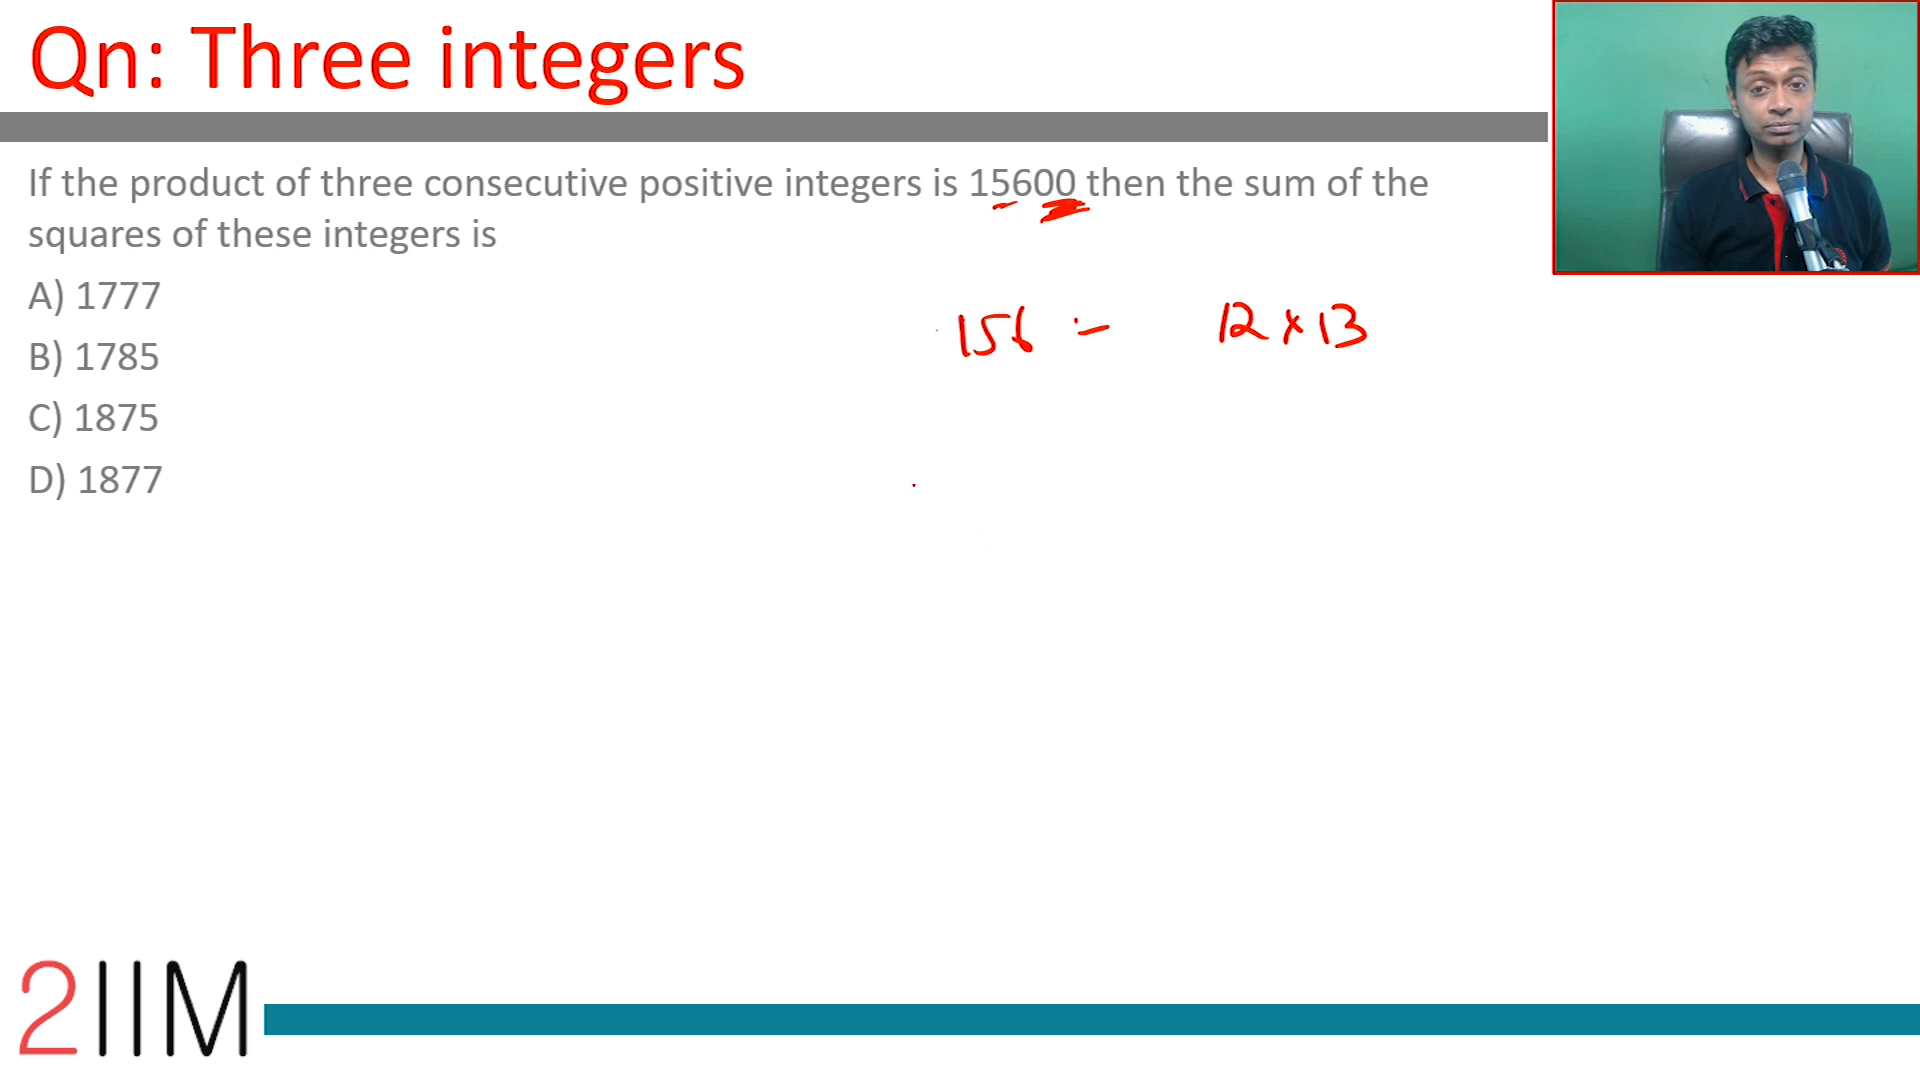 Qn: Three integers
If the product of three consecutive positive integers is 15600 then the sum of the
squares of these integers is
A) 1777
156 = 12 x 13
B) 1785
C) 1875
D) 1877
2IIM